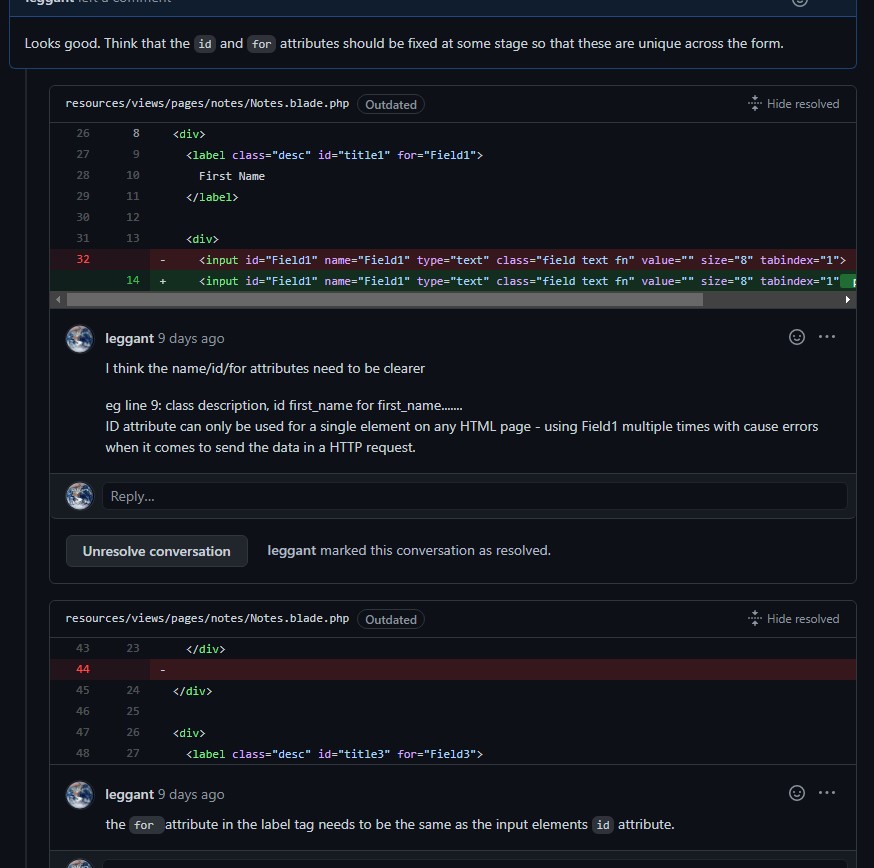 leggant left a comment
Looks good. Think that the id and for attributes should be fixed at some stage so that these are unique across the form.
resources/views/pages/notes/Notes.blade.php Outdated Hide resolved
26 8 <div>
27 9 <label class="desc" id="title1" for="Field1">
28 10 First Name
29 11 </label>
30 12
31 13 <div>
32 - <input id="Field1" name="Field1" type="text" class="field text fn" value="" size="8" tabindex="1">
14 + <input id="Field1" name="Field1" type="text" class="field text fn" value="" size="8" tabindex="1"
leggant 9 days ago
I think the name/id/for attributes need to be clearer
eg line 9: class description, id first_name for first_name.......
ID attribute can only be used for a single element on any HTML page - using Field1 multiple times with cause errors
when it comes to send the data in a HTTP request.
Reply...
Unresolve conversation leggant marked this conversation as resolved.
resources/views/pages/notes/Notes.blade.php Outdated Hide resolved
43 23 </div>
44 -
45 24 </div>
46 25
47 26 <div>
48 27 <label class="desc" id="title3" for="Field3">
leggant 9 days ago
the for attribute in the label tag needs to be the same as the input elements id attribute.